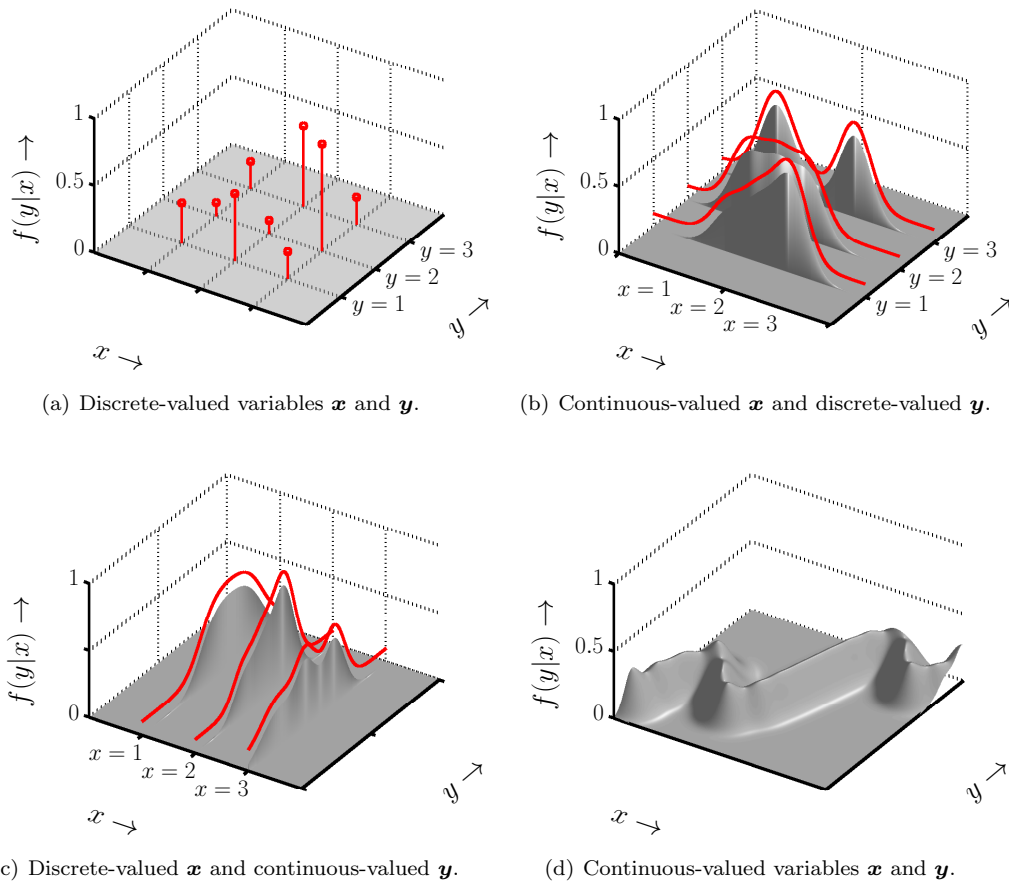 1
0.5
0
f(y|x) →
y = 3
y = 2
y = 1
x →
y →
(a) Discrete-valued variables x and y.
1
0.5
0
f(y|x) →
x = 1
x = 2
x = 3
y = 3
y = 2
y = 1
x →
y →
(b) Continuous-valued x and discrete-valued y.
1
0
f(y|x) →
x = 1
x = 2
x = 3
x →
y →
c) Discrete-valued x and continuous-valued y.
1
0.5
0
f(y|x) →
x →
y →
(d) Continuous-valued variables x and y.